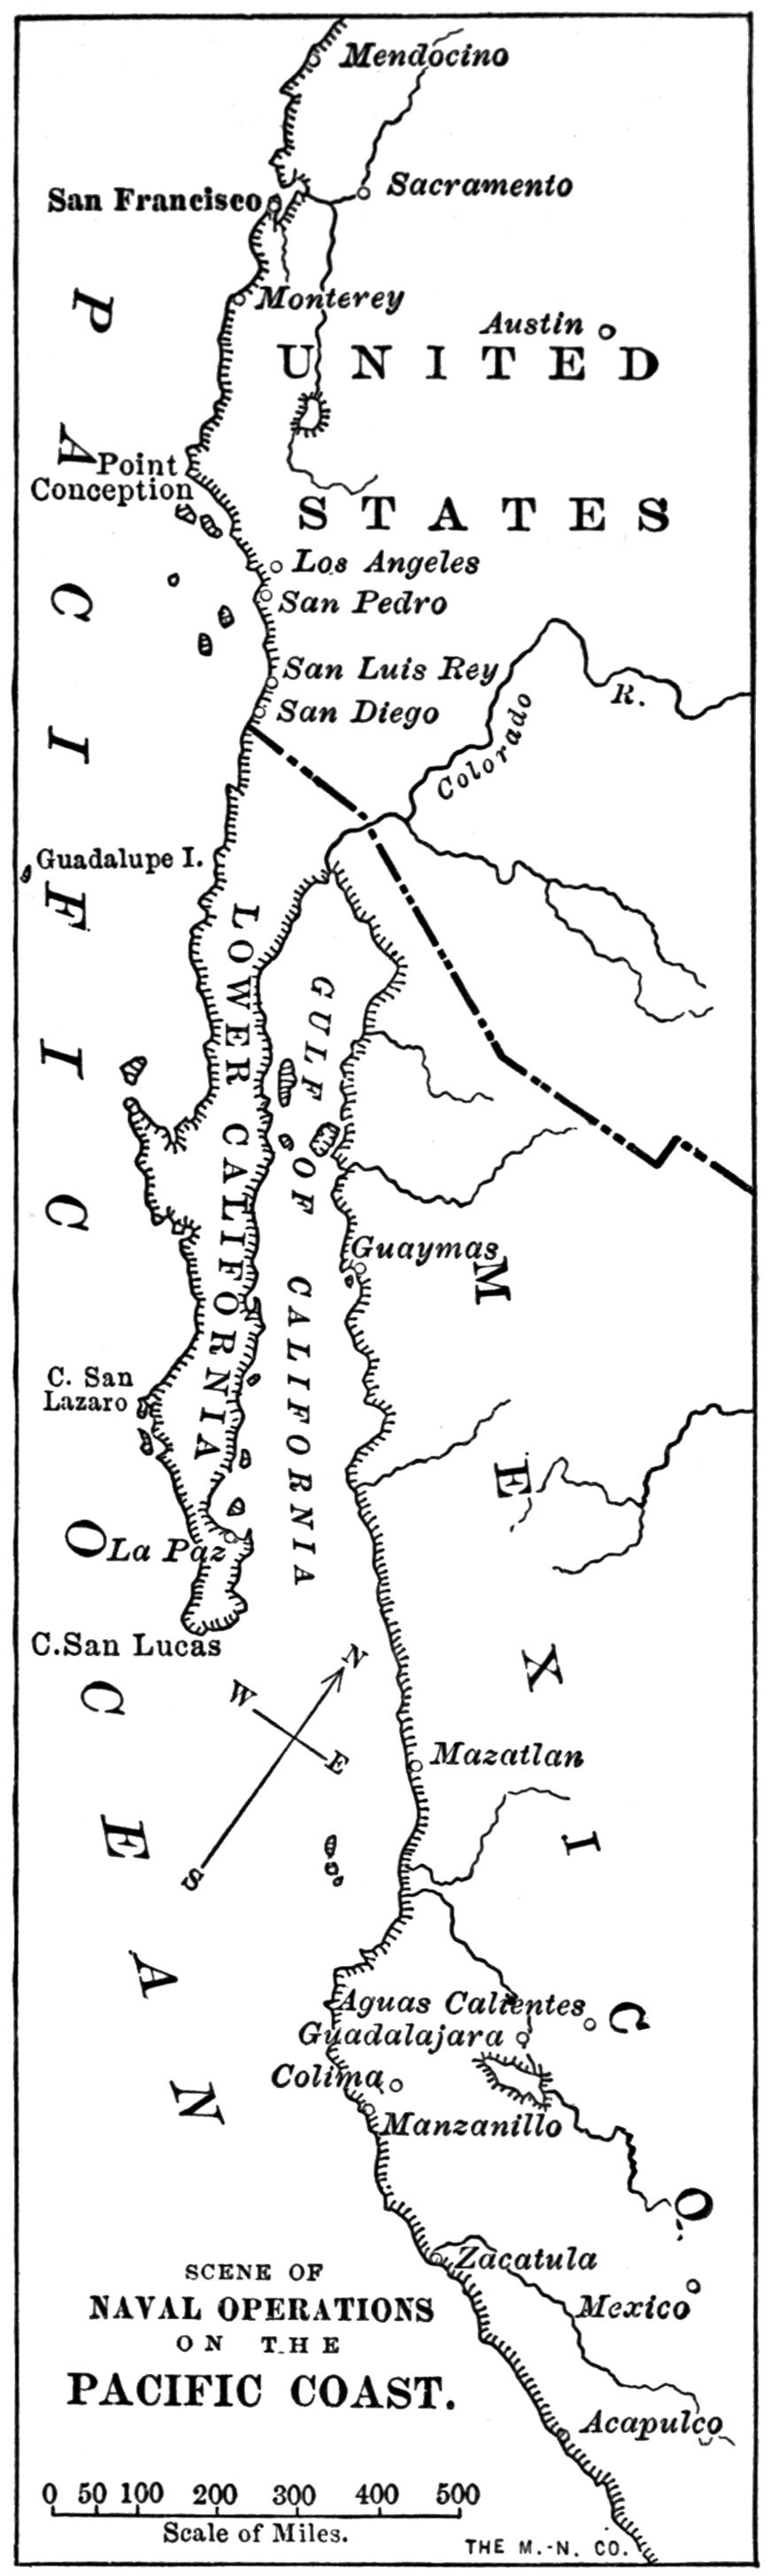 Mendocino
Sacramento
San Francisco
Monterey
Austin
UNITED
STATES
Point
Conception
Los Angeles
San Pedro
San Luis Rey
San Diego
Colorado
R.
Guadalupe I.
PACIFIC
OCEAN
LOWER CALIFORNIA
GULF OF CALIFORNIA
Guaymas
MEXICO
C. San
Lazaro
La Paz
C. San Lucas
N
W
E
S
Mazatlan
Aguas Calientes
Guadalajara
Colima
Manzanillo
Zacatula
Mexico
Acapulco
SCENE OF
NAVAL OPERATIONS
ON THE
PACIFIC COAST.
0 50 100 200 300 400 500
Scale of Miles.
THE M.-N. CO.